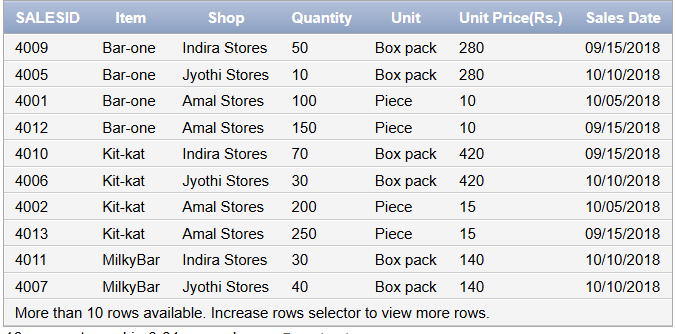 SALESID Item Shop Quantity Unit Unit Price(Rs.) Sales Date
4009 Bar-one Indira Stores 50 Box pack 280 09/15/2018
4005 Bar-one Jyothi Stores 10 Box pack 280 10/10/2018
4001 Bar-one Amal Stores 100 Piece 10 10/05/2018
4012 Bar-one Amal Stores 150 Piece 10 09/15/2018
4010 Kit-kat Indira Stores 70 Box pack 420 09/15/2018
4006 Kit-kat Jyothi Stores 30 Box pack 420 10/10/2018
4002 Kit-kat Amal Stores 200 Piece 15 10/05/2018
4013 Kit-kat Amal Stores 250 Piece 15 09/15/2018
4011 MilkyBar Indira Stores 30 Box pack 140 10/10/2018
4007 MilkyBar Jyothi Stores 40 Box pack 140 10/10/2018
More than 10 rows available. Increase rows selector to view more rows.